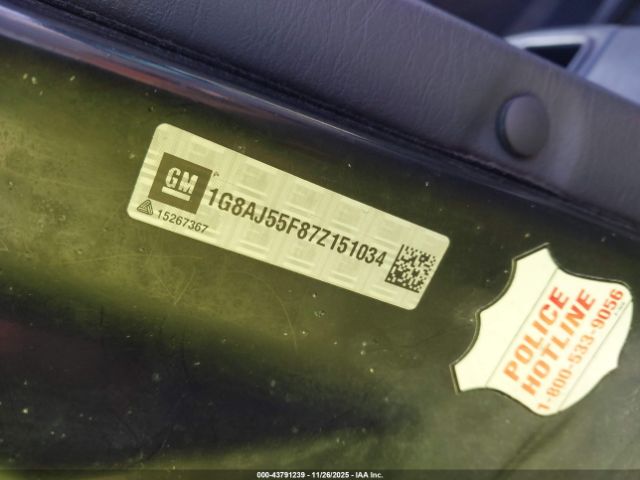 GM
1G8AJ55F87Z151034
15267367
POLICE
HOTLINE
1-800-533-9056
000-43791239 | 11/26/2025 | IAA Inc.